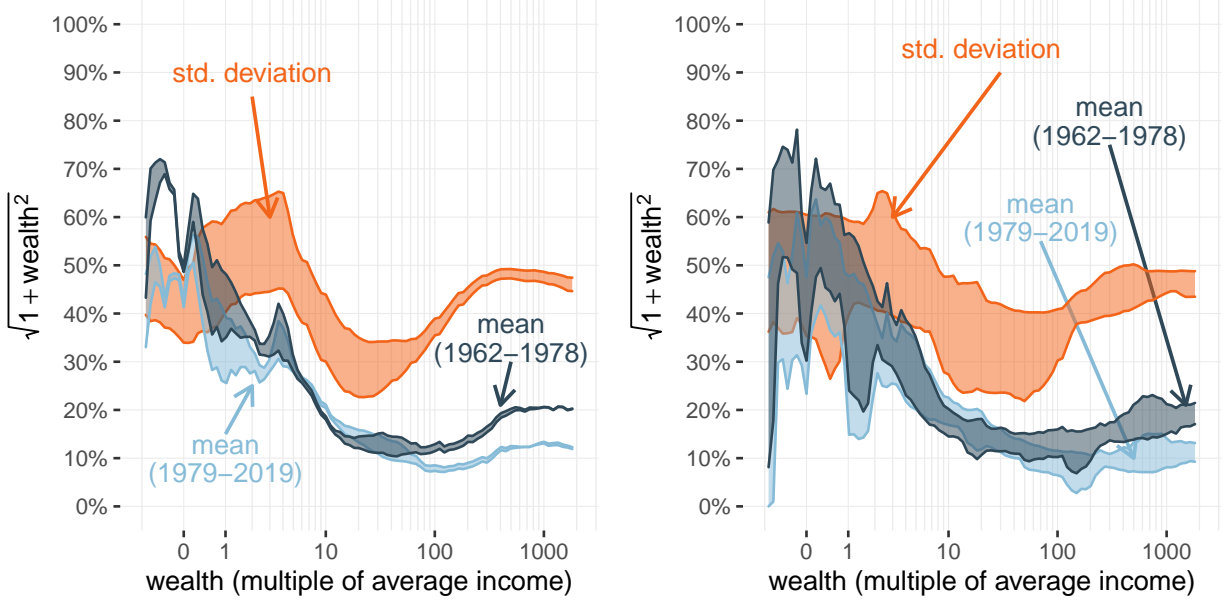 100%
90%
80%
70%
60%
50%
40%
30%
20%
10%
0%
√1 + wealth²
std. deviation
mean
(1962−1978)
mean
(1979−2019)
0 1 10 100 1000
wealth (multiple of average income)
100%
90%
80%
70%
60%
50%
40%
30%
20%
10%
0%
√1 + wealth²
std. deviation
mean
(1962−1978)
mean
(1979−2019)
0 1 10 100 1000
wealth (multiple of average income)